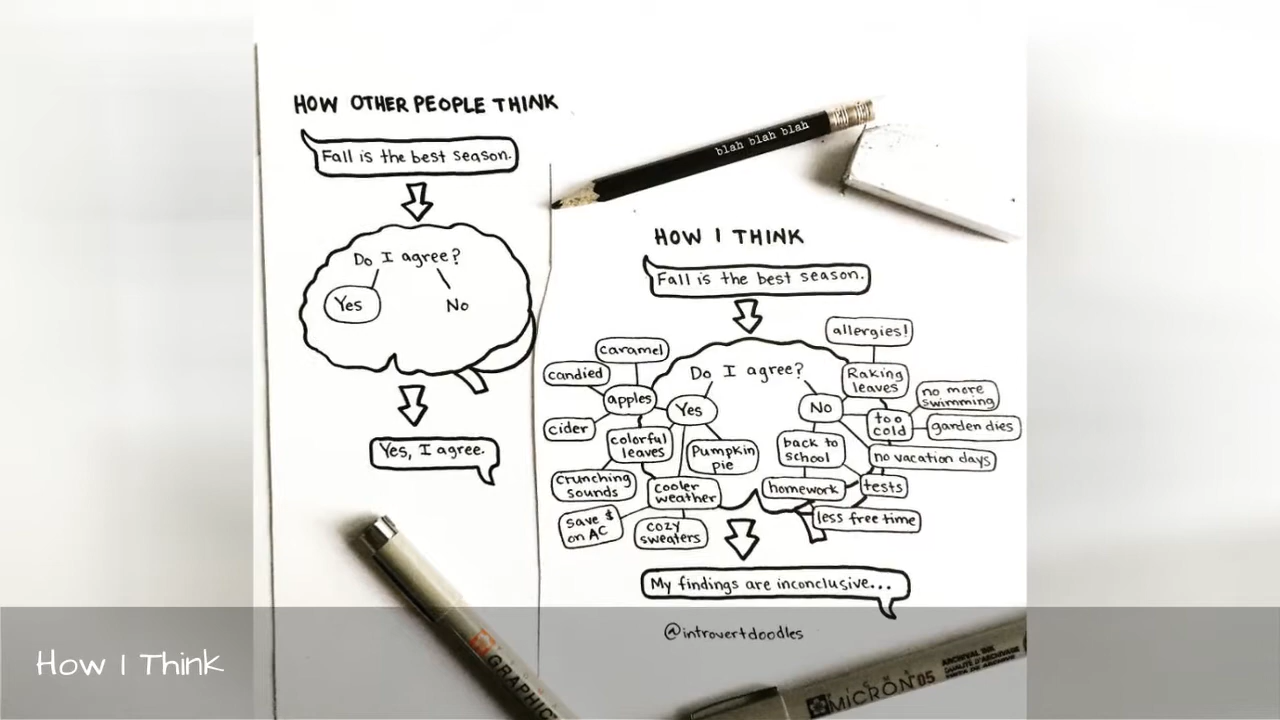 HOW OTHER PEOPLE THINK
Fall is the best season.
Do I agree?
Yes
No
Yes, I agree.
blah blah blah
HOW I THINK
Fall is the best season.
Do I agree?
Yes
apples
caramel
candied
cider
colorful
leaves
crunching
sounds
cooler
weather
save $
on AC
cozy
sweaters
Pumpkin
pie
No
Raking
leaves
allergies!
too
cold
no more
swimming
garden dies
no vacation days
back to
school
homework
tests
less free time
My findings are inconclusive...
@introvertdoodles
How I Think
GRAPHIC
MICRON 05
ARCHIVAL INK
QUALITÉ D'ARCHIVAGE